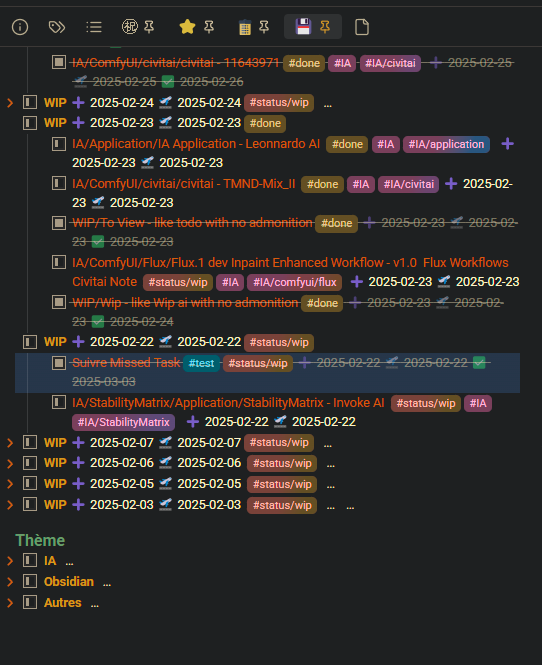 IA/ComfyUI/civitai/civitai - 11643971 #done #IA #IA/civitai ➕ 2025-02-25
🛫 2025-02-25 ✅ 2025-02-26
WIP ➕ 2025-02-24 🛫 2025-02-24 #status/wip ...
WIP ➕ 2025-02-23 🛫 2025-02-23 #done
IA/Application/IA Application - Leonnardo AI #done #IA #IA/application ➕
2025-02-23 🛫 2025-02-23
IA/ComfyUI/civitai/civitai - TMND-Mix_II #done #IA #IA/civitai ➕ 2025-02-
23 🛫 2025-02-23
WIP/To View - like todo with no admonition #done ➕ 2025-02-23 🛫 2025-02-
23 ✅ 2025-02-23
IA/ComfyUI/Flux/Flux.1 dev Inpaint Enhanced Workflow - v1.0 Flux Workflows
Civitai Note #status/wip #IA #IA/comfyui/flux ➕ 2025-02-23 🛫 2025-02-23
WIP/Wip - like Wip ai with no admonition #done ➕ 2025-02-23 🛫 2025-02-
23 ✅ 2025-02-24
WIP ➕ 2025-02-22 🛫 2025-02-22 #status/wip
Suivre Missed Task #test #status/wip ➕ 2025-02-22 🛫 2025-02-22 ✅
2025-03-03
IA/StabilityMatrix/Application/StabilityMatrix - Invoke AI #status/wip #IA
#IA/StabilityMatrix ➕ 2025-02-22 🛫 2025-02-22
WIP ➕ 2025-02-07 🛫 2025-02-07 #status/wip ...
WIP ➕ 2025-02-06 🛫 2025-02-06 #status/wip ...
WIP ➕ 2025-02-05 🛫 2025-02-05 #status/wip ...
WIP ➕ 2025-02-03 🛫 2025-02-03 #status/wip ... ...
Thème
IA ...
Obsidian ...
Autres ...